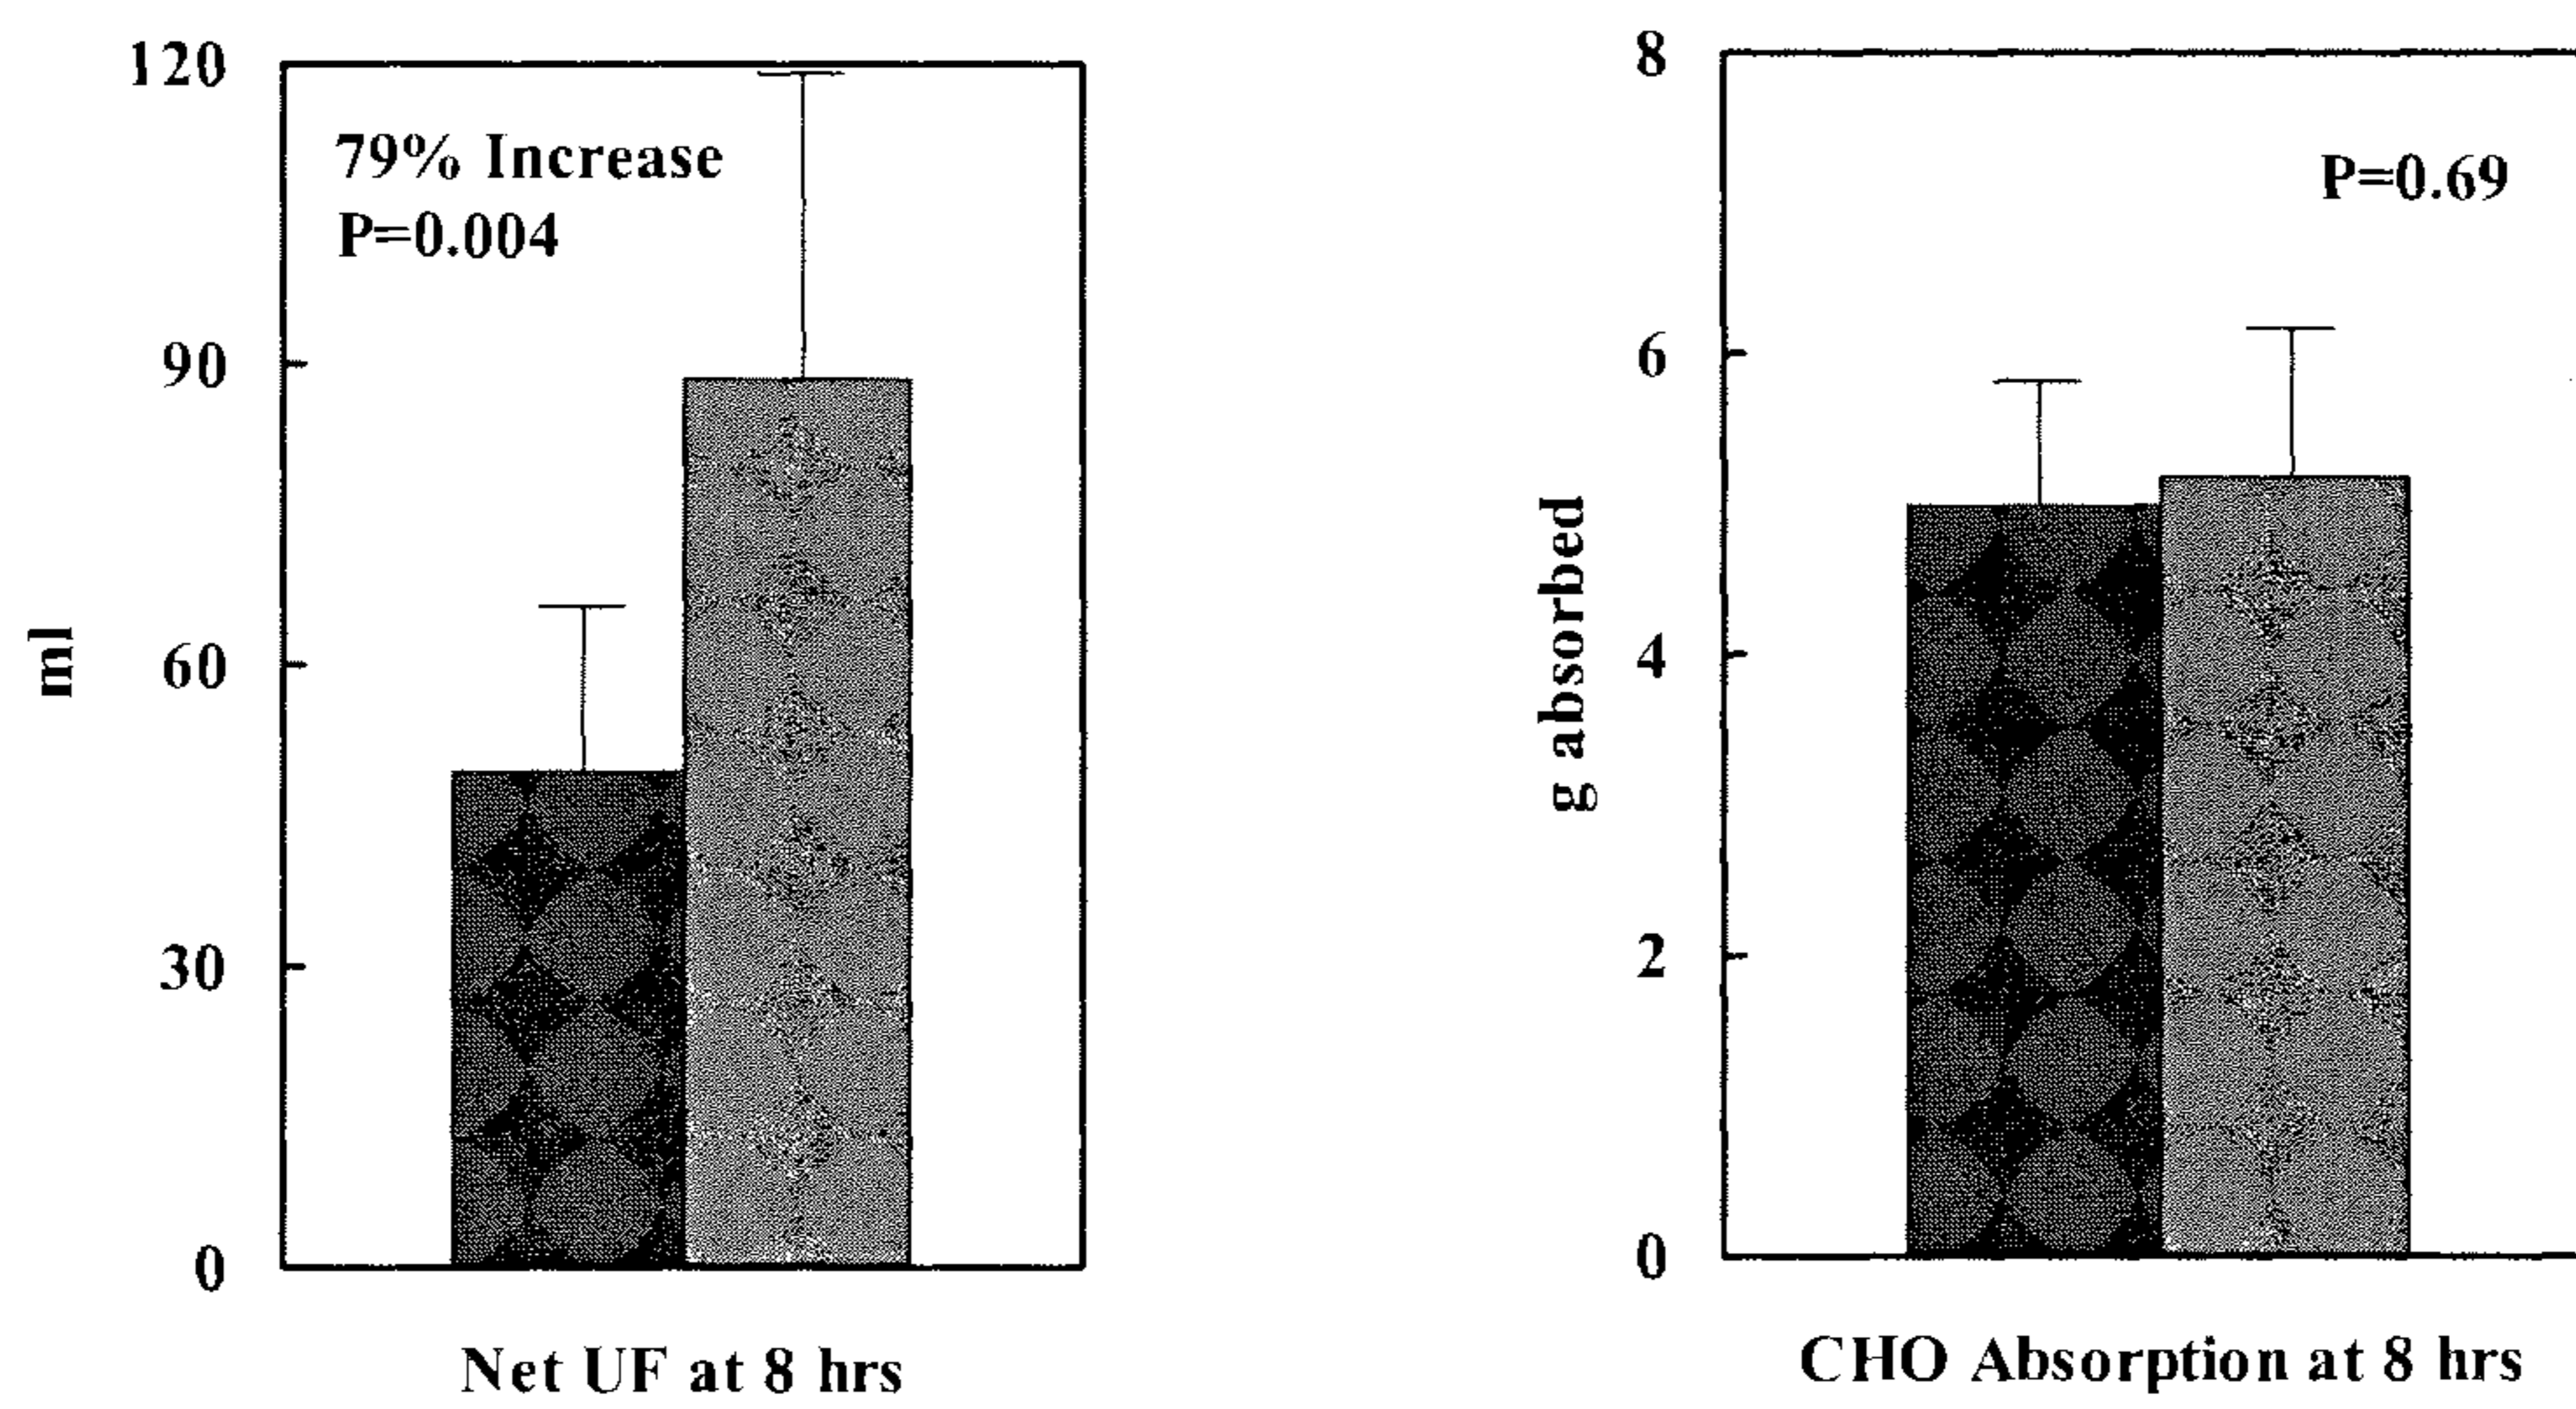 120
90
60
30
0
ml
79% Increase
P=0.004
Net UF at 8 hrs
8
6
4
2
0
g absorbed
P=0.69
CHO Absorption at 8 hrs